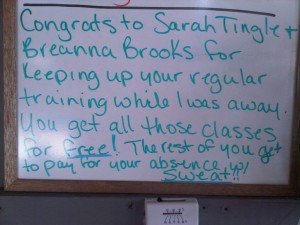 Congrats to Sarah Tingle +
Breanna Brooks for
Keeping up your regular
training while I was away.
You get all those classes
for free! The rest of you get
to pay for your absence, w/
Sweat!!